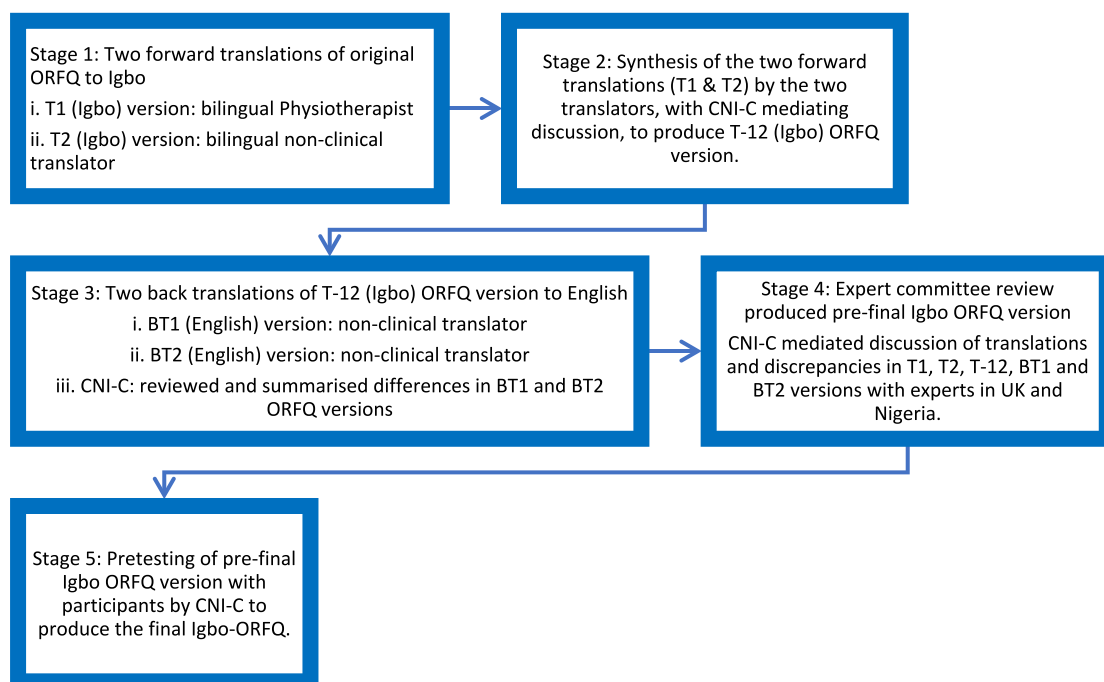 Stage 1: Two forward translations of original
ORFQ to Igbo
i. T1 (Igbo) version: bilingual Physiotherapist
ii. T2 (Igbo) version: bilingual non-clinical
translator
Stage 2: Synthesis of the two forward
translations (T1 & T2) by the two
translators, with CNI-C mediating
discussion, to produce T-12 (Igbo) ORFQ
version.
Stage 3: Two back translations of T-12 (Igbo) ORFQ version to English
i. BT1 (English) version: non-clinical translator
ii. BT2 (English) version: non-clinical translator
iii. CNI-C: reviewed and summarised differences in BT1 and BT2
ORFQ versions
Stage 4: Expert committee review
produced pre-final Igbo ORFQ version
CNI-C mediated discussion of translations
and discrepancies in T1, T2, T-12, BT1 and
BT2 versions with experts in UK and
Nigeria.
Stage 5: Pretesting of pre-final
Igbo ORFQ version with
participants by CNI-C to
produce the final Igbo-ORFQ.